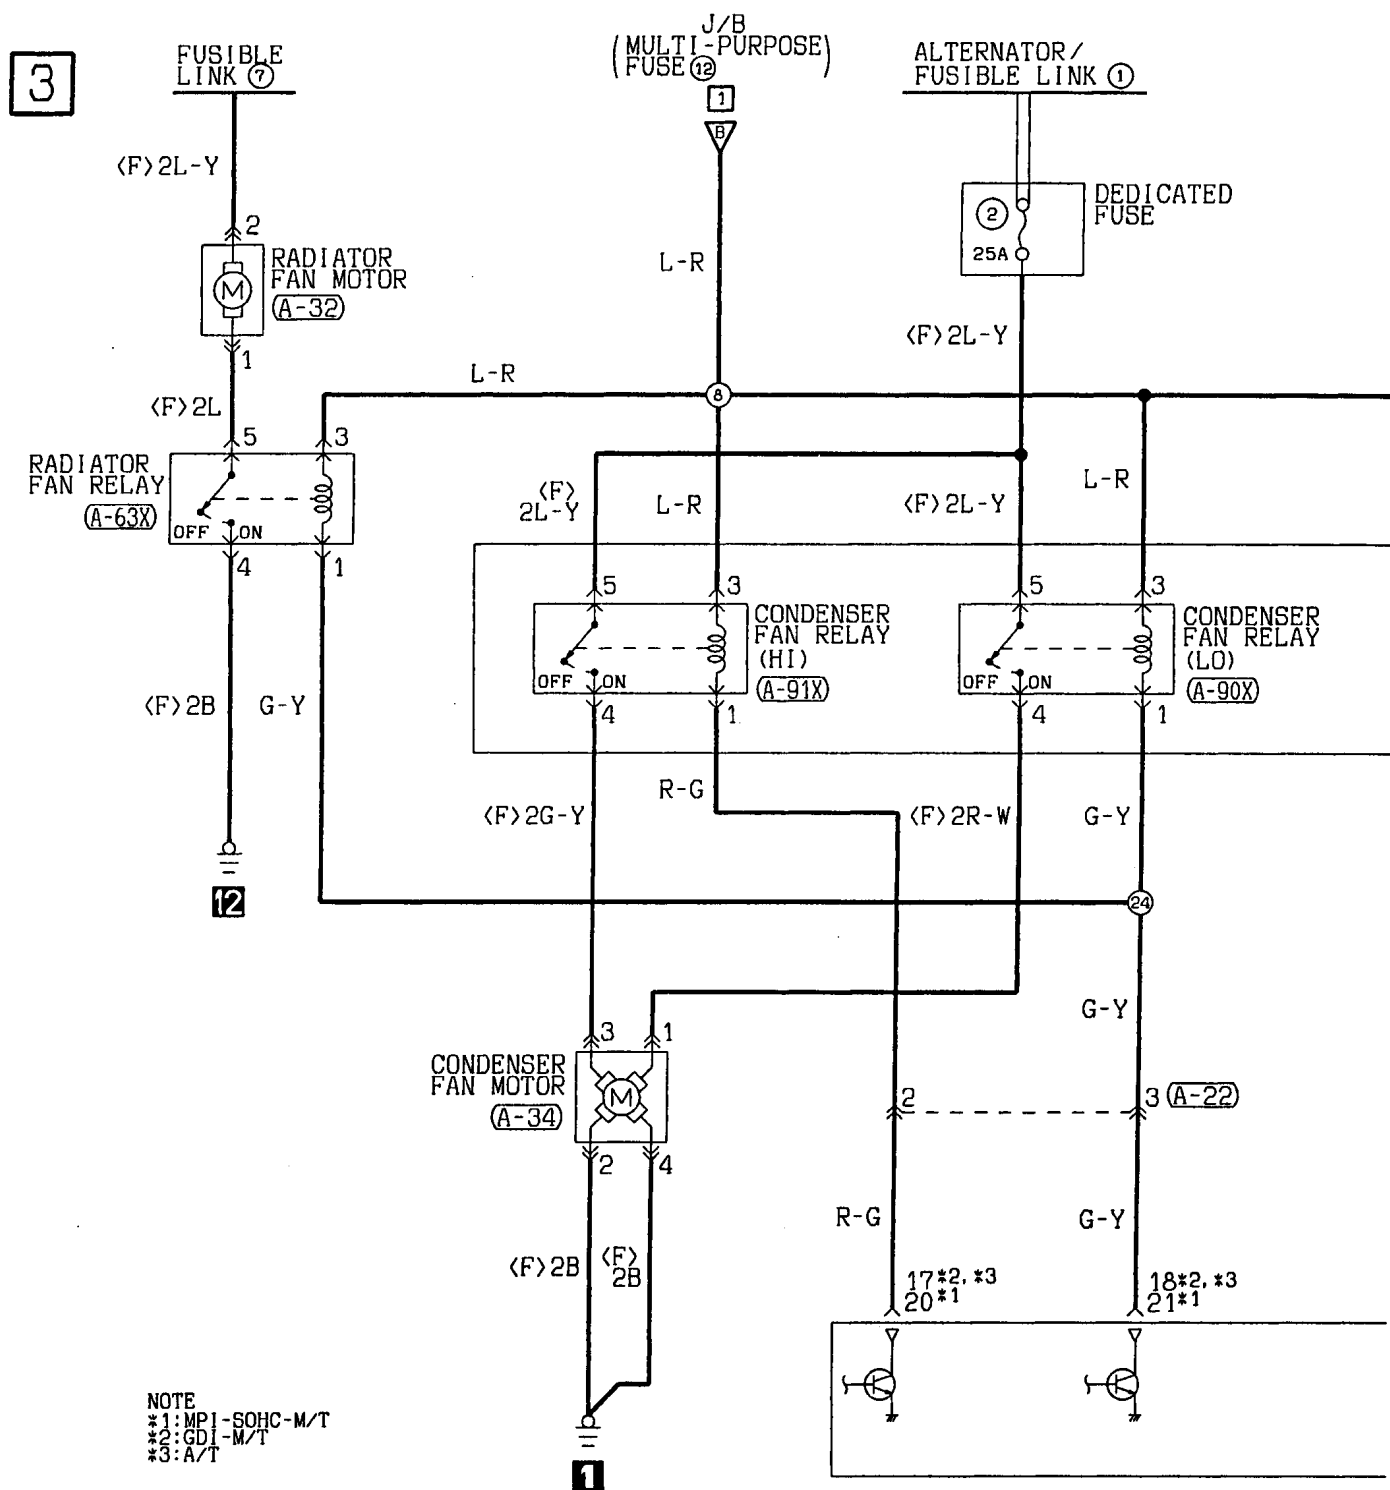 3
FUSIBLE
LINK ⑦
J/B
(MULTI-PURPOSE)
FUSE ⑫
1
B
ALTERNATOR/
FUSIBLE LINK ①
<F>2L-Y
2
RADIATOR
FAN MOTOR
A-32
M
1
L-R
②
25A
DEDICATED
FUSE
<F>2L-Y
<F>2L
L-R
8
5
3
RADIATOR
FAN RELAY
A-63X
OFF
ON
4
1
<F>
2L-Y
L-R
<F>2L-Y
L-R
5
3
CONDENSER
FAN RELAY
(HI)
A-91X
OFF
ON
4
1
5
3
CONDENSER
FAN RELAY
(LO)
A-90X
OFF
ON
4
1
<F>2B
G-Y
R-G
<F>2G-Y
<F>2R-W
G-Y
12
24
G-Y
3
1
CONDENSER
FAN MOTOR
A-34
M
2
4
2
3
A-22
R-G
G-Y
<F>2B
<F>
2B
17*2, *3
20*1
18*2, *3
21*1
NOTE
*1:MPI-SOHC-M/T
*2:GDI-M/T
*3:A/T
1